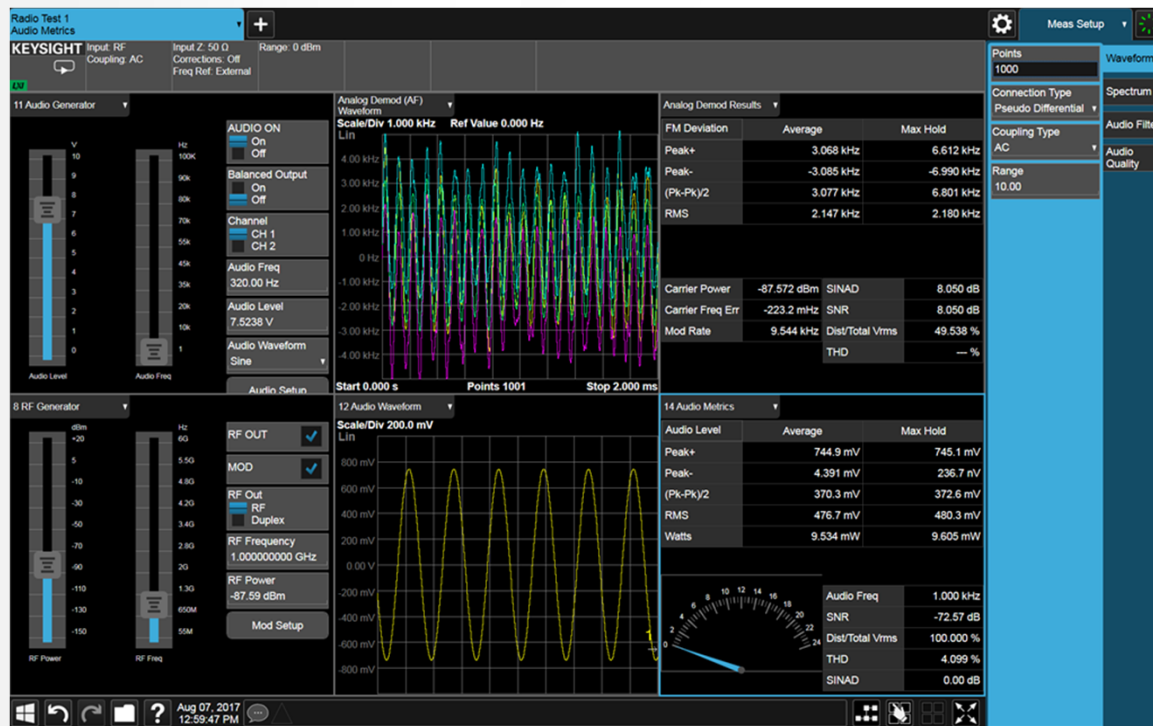 Radio Test 1
Audio Metrics
Meas Setup
KEYSIGHT
LXI
Input: RF
Coupling: AC
Input Z: 50 Ω
Corrections: Off
Freq Ref: External
Range: 0 dBm
11 Audio Generator
V
10
9
8
7
6
5
4
3
2
1
0
Audio Level
Hz
100K
90k
80k
70k
55k
45k
35k
20k
10k
1
Audio Freq
AUDIO ON
On
Off
Balanced Output
On
Off
Channel
CH 1
CH 2
Audio Freq
320.00 Hz
Audio Level
7.5238 V
Audio Waveform
Sine
Audio Setup
Analog Demod (AF)
Waveform
Scale/Div 1.000 kHz Ref Value 0.000 Hz
Lin
4.00 kHz
3.00 kHz
2.00 kHz
1.00 kHz
0 Hz
-1.00 kHz
-2.00 kHz
-3.00 kHz
-4.00 kHz
Start 0.000 s Points 1001 Stop 2.000 ms
Analog Demod Results
FM Deviation Average Max Hold
Peak+ 3.068 kHz 6.612 kHz
Peak- -3.085 kHz -6.990 kHz
(Pk-Pk)/2 3.077 kHz 6.801 kHz
RMS 2.147 kHz 2.180 kHz
Carrier Power -87.572 dBm SINAD 8.050 dB
Carrier Freq Err -223.2 mHz SNR 8.050 dB
Mod Rate 9.544 kHz Dist/Total Vrms 49.538 %
THD --- %
8 RF Generator
dBm
+20
5
-10
-30
-50
-70
-90
-110
-130
-150
RF Power
Hz
6G
5.5G
4.8G
4.2G
3.4G
2.8G
2G
1.3G
650M
55M
RF Freq
RF OUT
MOD
RF Out
RF
Duplex
RF Frequency
1.000000000 GHz
RF Power
-87.59 dBm
Mod Setup
12 Audio Waveform
Scale/Div 200.0 mV
Lin
800 mV
600 mV
400 mV
200 mV
0.00 V
-200 mV
-400 mV
-600 mV
-800 mV
1
14 Audio Metrics
Audio Level Average Max Hold
Peak+ 744.9 mV 745.1 mV
Peak- 4.391 mV 236.7 nV
(Pk-Pk)/2 370.3 mV 372.6 mV
RMS 476.7 mV 480.3 mV
Watts 9.534 mW 9.605 mW
0 2 4 6 8 10 12 14 16 18 20 22 24
Audio Freq 1.000 kHz
SNR -72.57 dB
Dist/Total Vrms 100.000 %
THD 4.099 %
SINAD 0.00 dB
Points
1000
Connection Type
Pseudo Differential
Coupling Type
AC
Range
10.00
Waveform
Spectrum
Audio Filte
Audio
Quality
?
Aug 07, 2017
12:59:47 PM